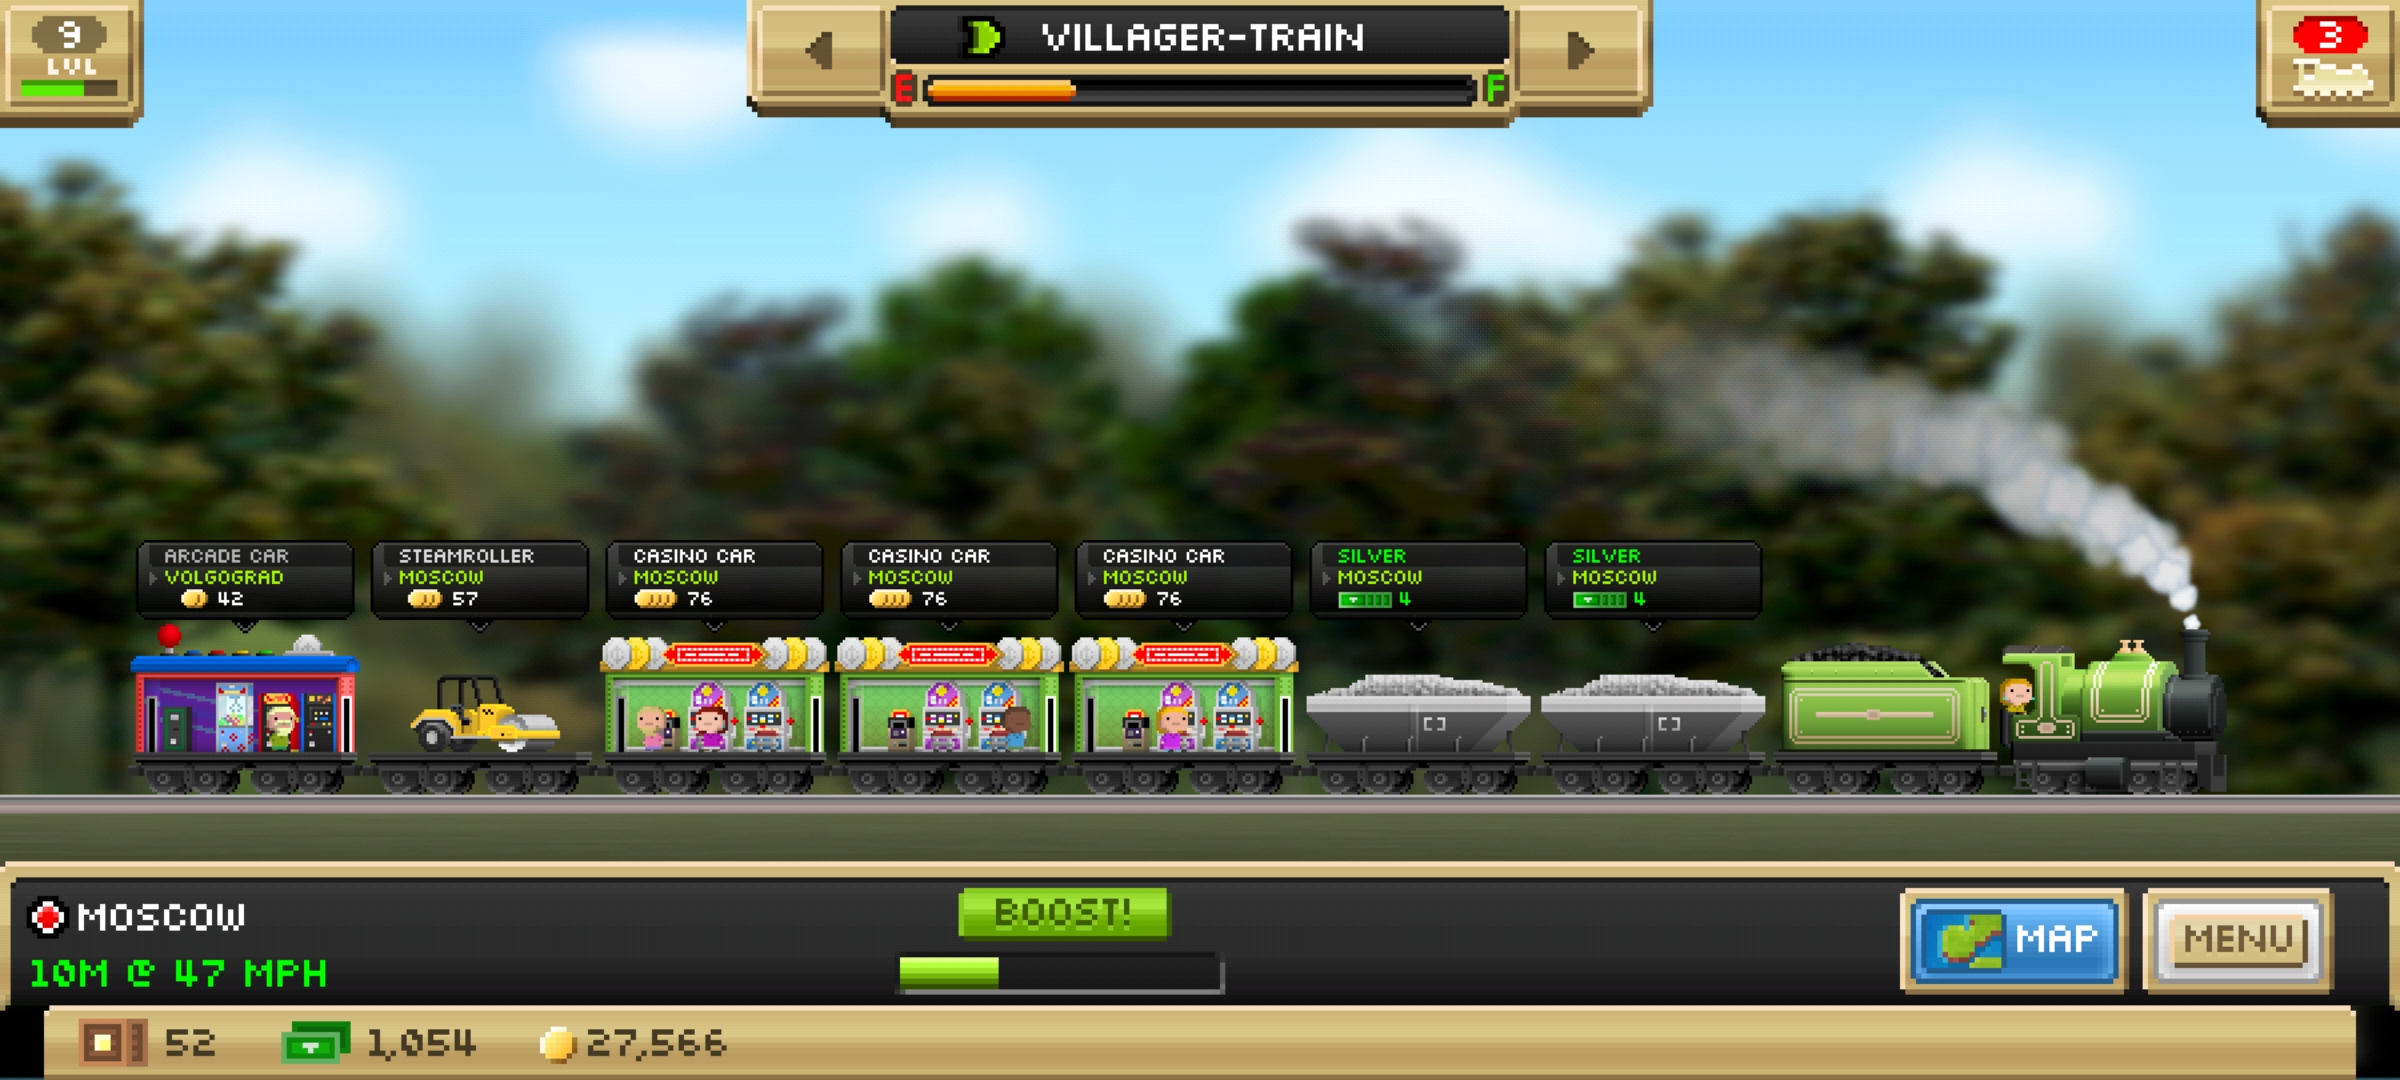 9
LVL
VILLAGER-TRAIN
E
F
3
ARCADE CAR
VOLGOGRAD
42
STEAMROLLER
MOSCOW
57
CASINO CAR
MOSCOW
76
CASINO CAR
MOSCOW
76
CASINO CAR
MOSCOW
76
SILVER
MOSCOW
4
SILVER
MOSCOW
4
MOSCOW
10M @ 47 MPH
BOOST!
MAP
MENU
52
1,054
27,566